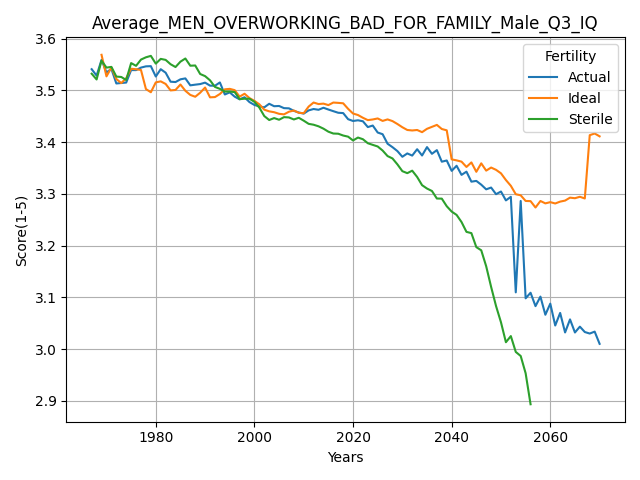 Average_MEN_OVERWORKING_BAD_FOR_FAMILY_Male_Q3_IQ
3.6
3.5
3.4
3.3
3.2
3.1
3.0
2.9
Score(1-5)
Fertility
Actual
Ideal
Sterile
1980
2000
2020
2040
2060
Years